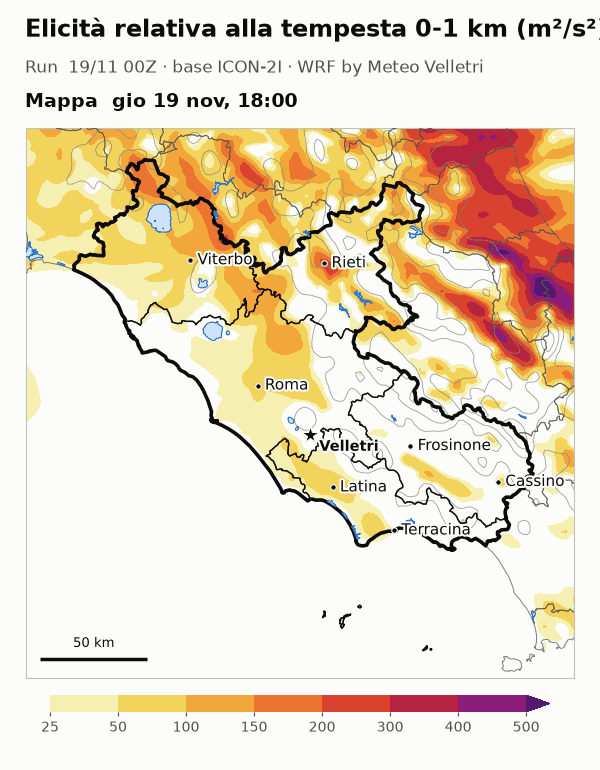 Elicità relativa alla tempesta 0-1 km (m²/s²)
Run  19/11 00Z · base ICON-2I · WRF by Meteo Velletri
Mappa  gio 19 nov, 18:00
Viterbo
Rieti
Roma
Velletri
Frosinone
Latina
Cassino
Terracina
50 km
25 50 100 150 200 300 400 500